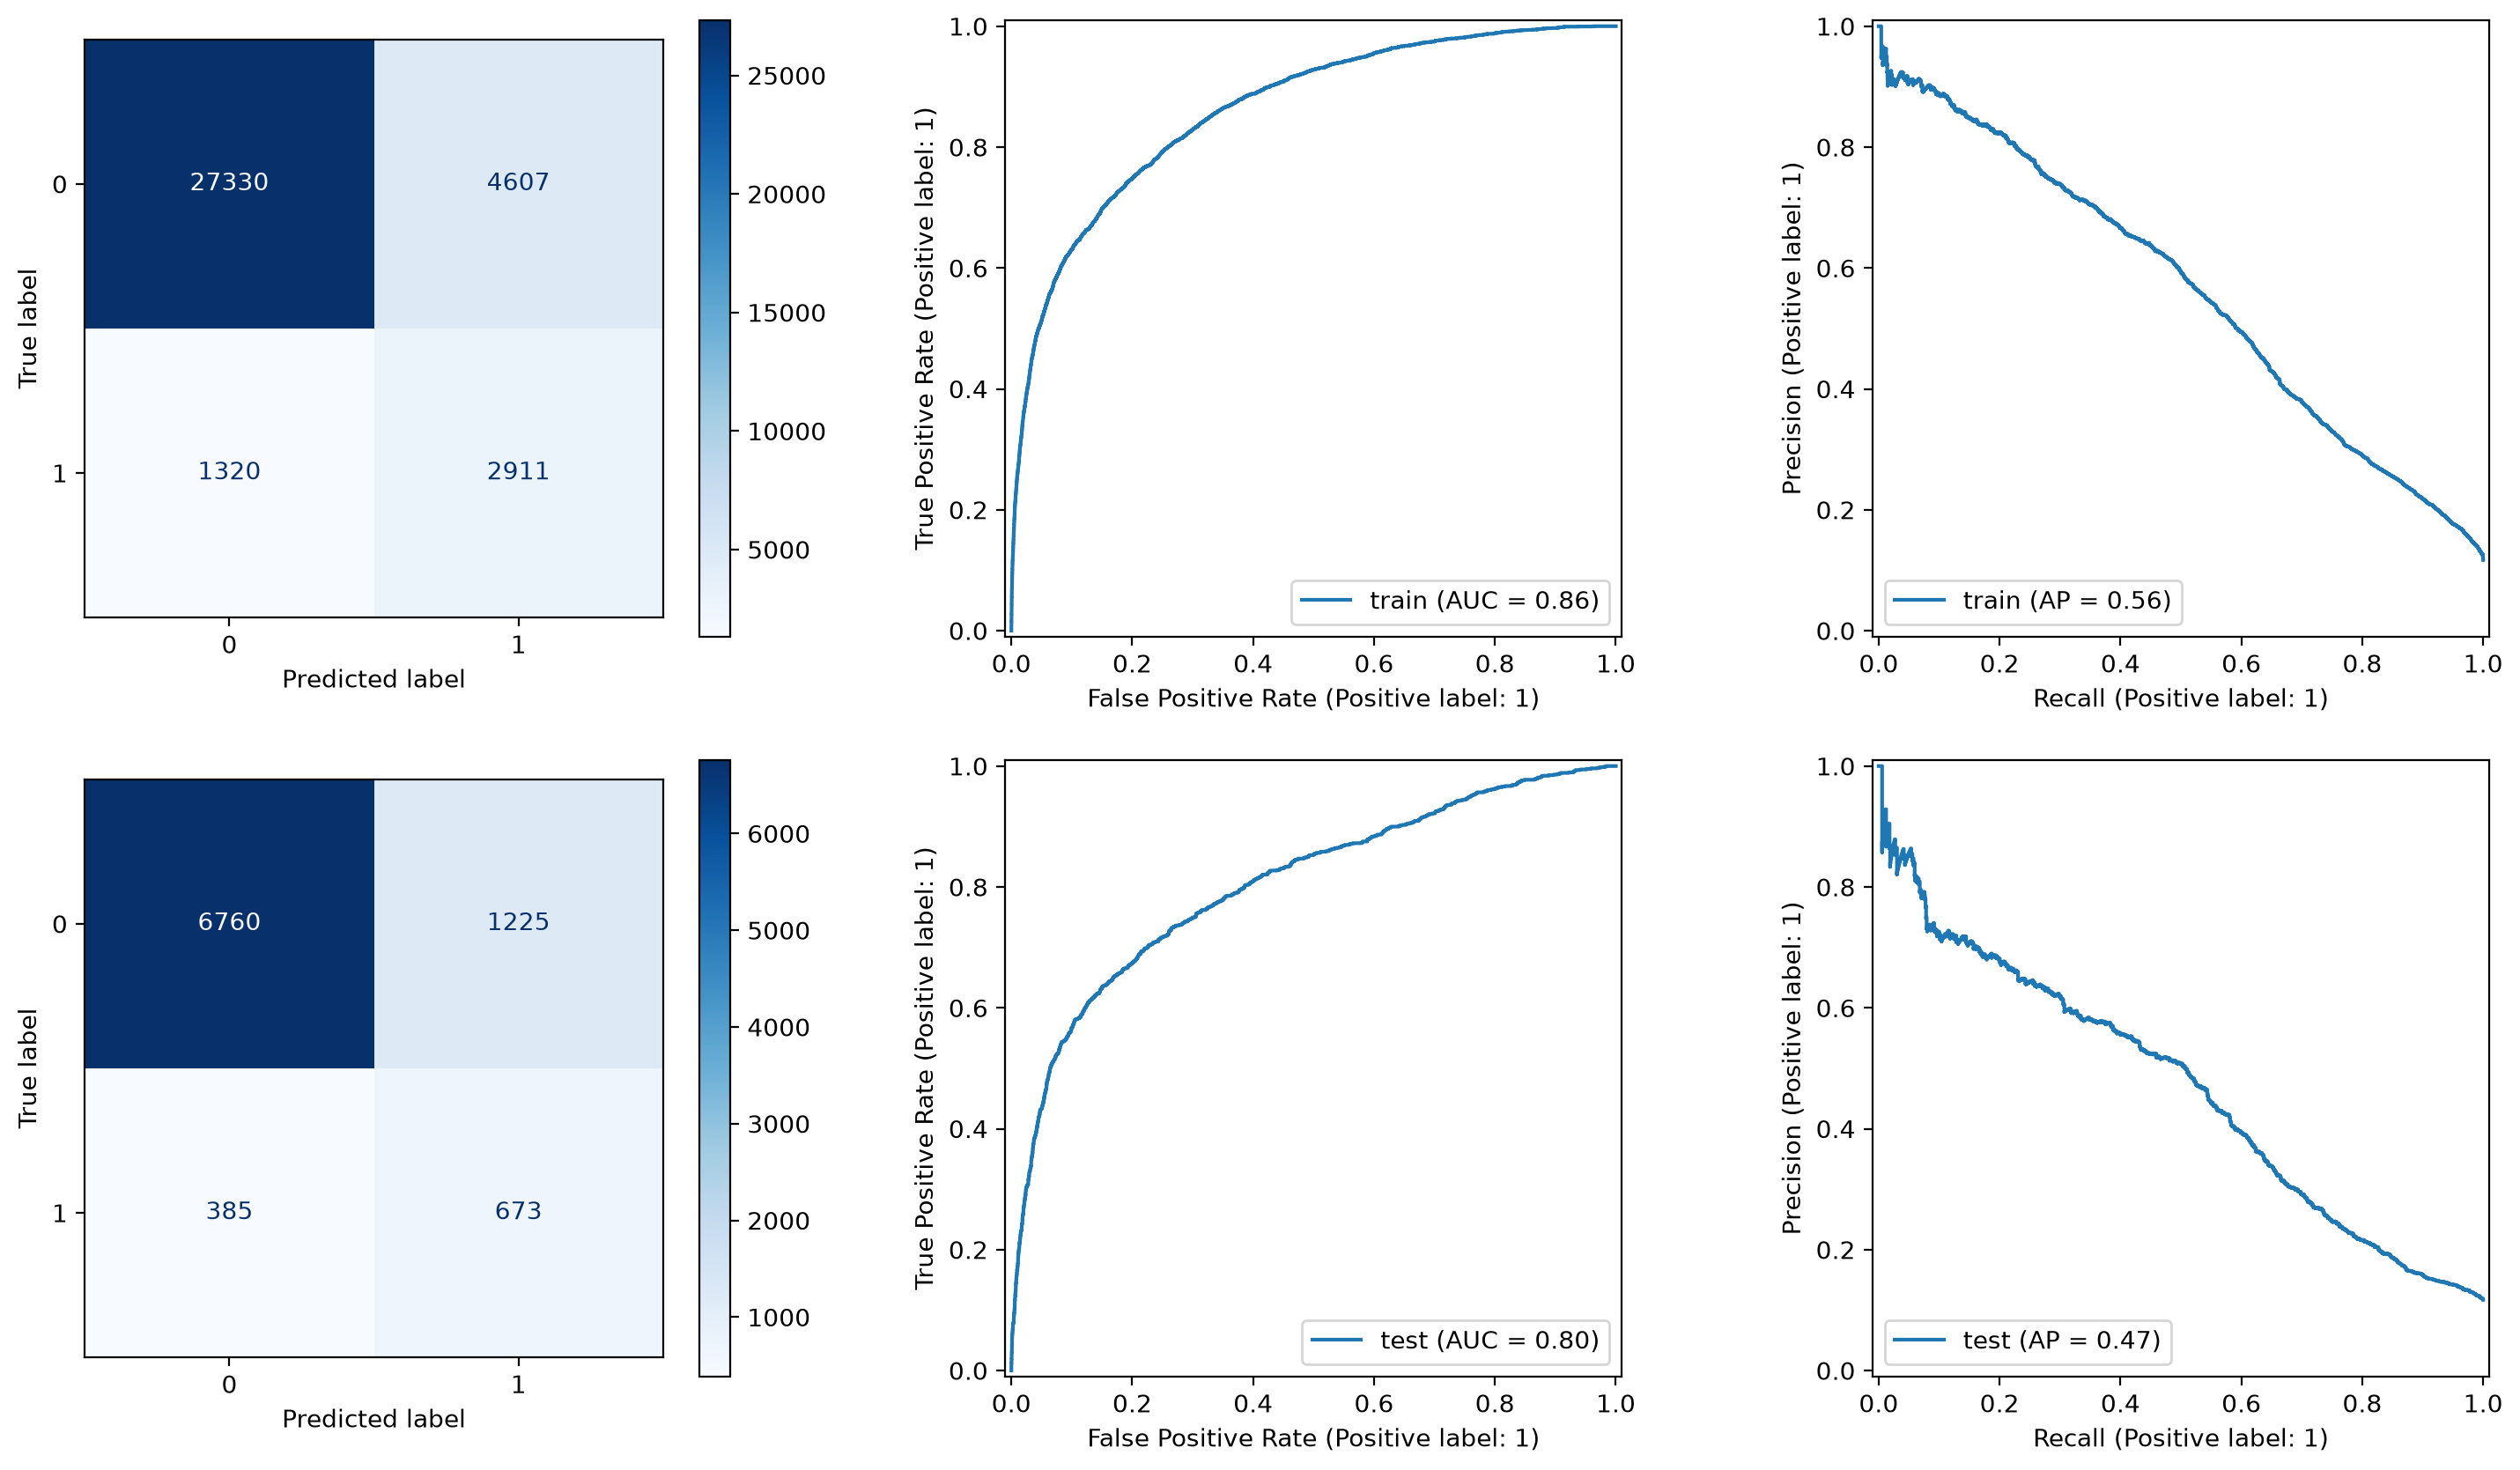 True label
0
1
27330
4607
1320
2911
0
1
Predicted label
25000
20000
15000
10000
5000
True Positive Rate (Positive label: 1)
1.0
0.8
0.6
0.4
0.2
0.0
train (AUC = 0.86)
0.0 0.2 0.4 0.6 0.8 1.0
False Positive Rate (Positive label: 1)
Precision (Positive label: 1)
1.0
0.8
0.6
0.4
0.2
0.0
train (AP = 0.56)
0.0 0.2 0.4 0.6 0.8 1.0
Recall (Positive label: 1)
True label
0
1
6760
1225
385
673
0
1
Predicted label
6000
5000
4000
3000
2000
1000
True Positive Rate (Positive label: 1)
1.0
0.8
0.6
0.4
0.2
0.0
test (AUC = 0.80)
0.0 0.2 0.4 0.6 0.8 1.0
False Positive Rate (Positive label: 1)
Precision (Positive label: 1)
1.0
0.8
0.6
0.4
0.2
0.0
test (AP = 0.47)
0.0 0.2 0.4 0.6 0.8 1.0
Recall (Positive label: 1)